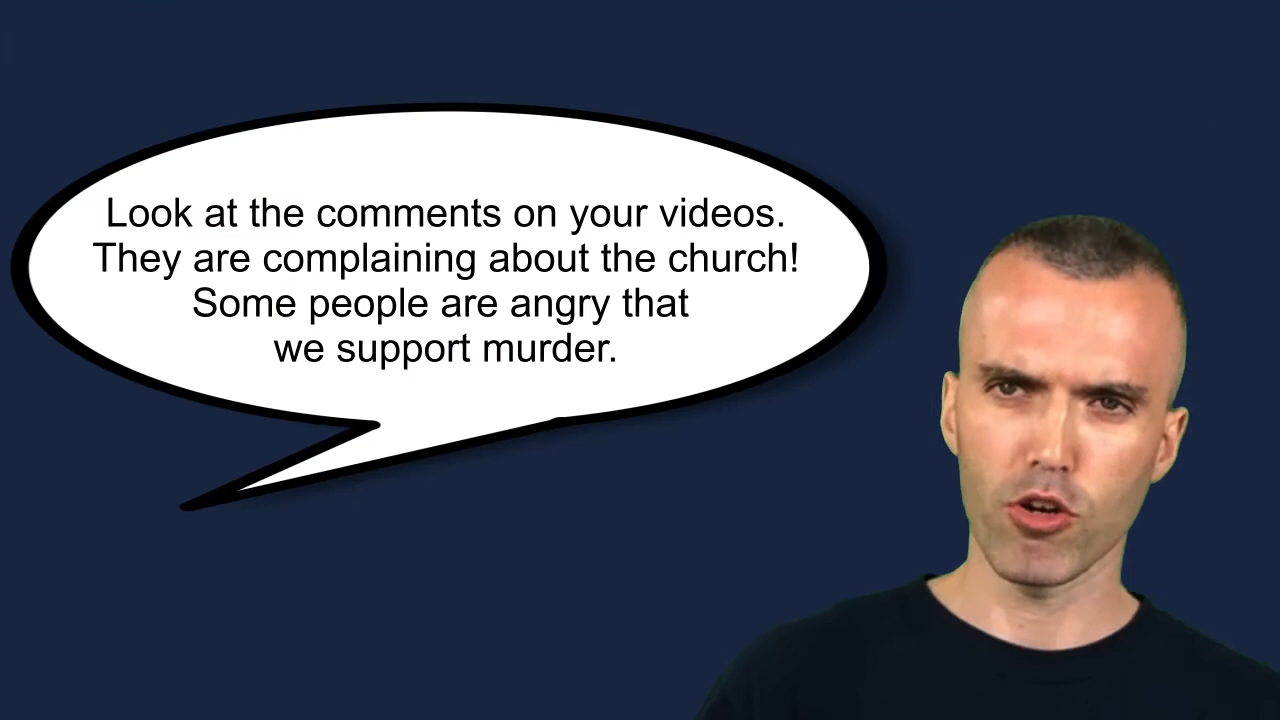 Look at the comments on your videos.
They are complaining about the church!
Some people are angry that
we support murder.